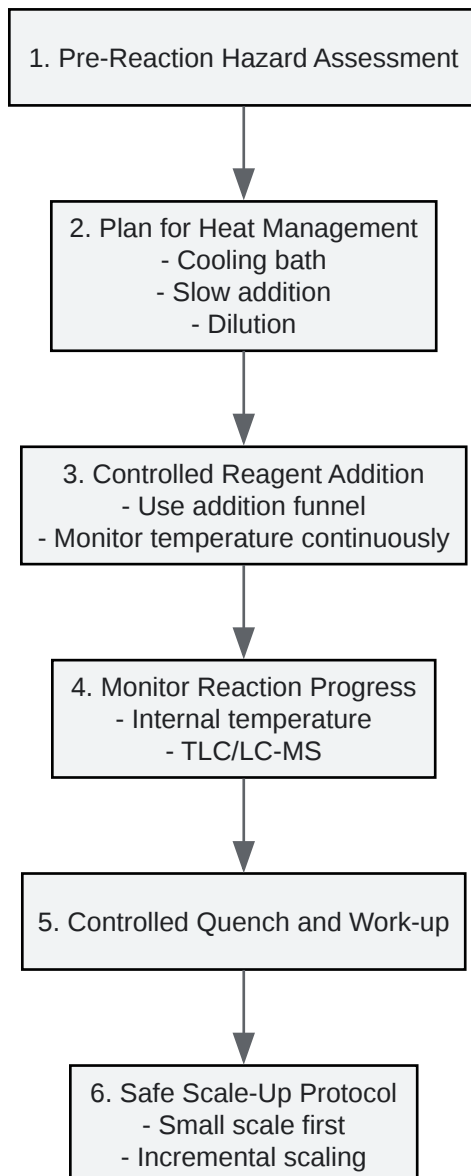 1. Pre-Reaction Hazard Assessment
2. Plan for Heat Management
- Cooling bath
- Slow addition
- Dilution
3. Controlled Reagent Addition
- Use addition funnel
- Monitor temperature continuously
4. Monitor Reaction Progress
- Internal temperature
- TLC/LC-MS
5. Controlled Quench and Work-up
6. Safe Scale-Up Protocol
- Small scale first
- Incremental scaling